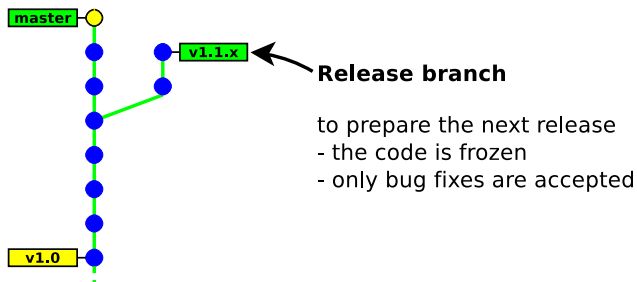 master
v1.1.x
Release branch
to prepare the next release
- the code is frozen
- only bug fixes are accepted
v1.0